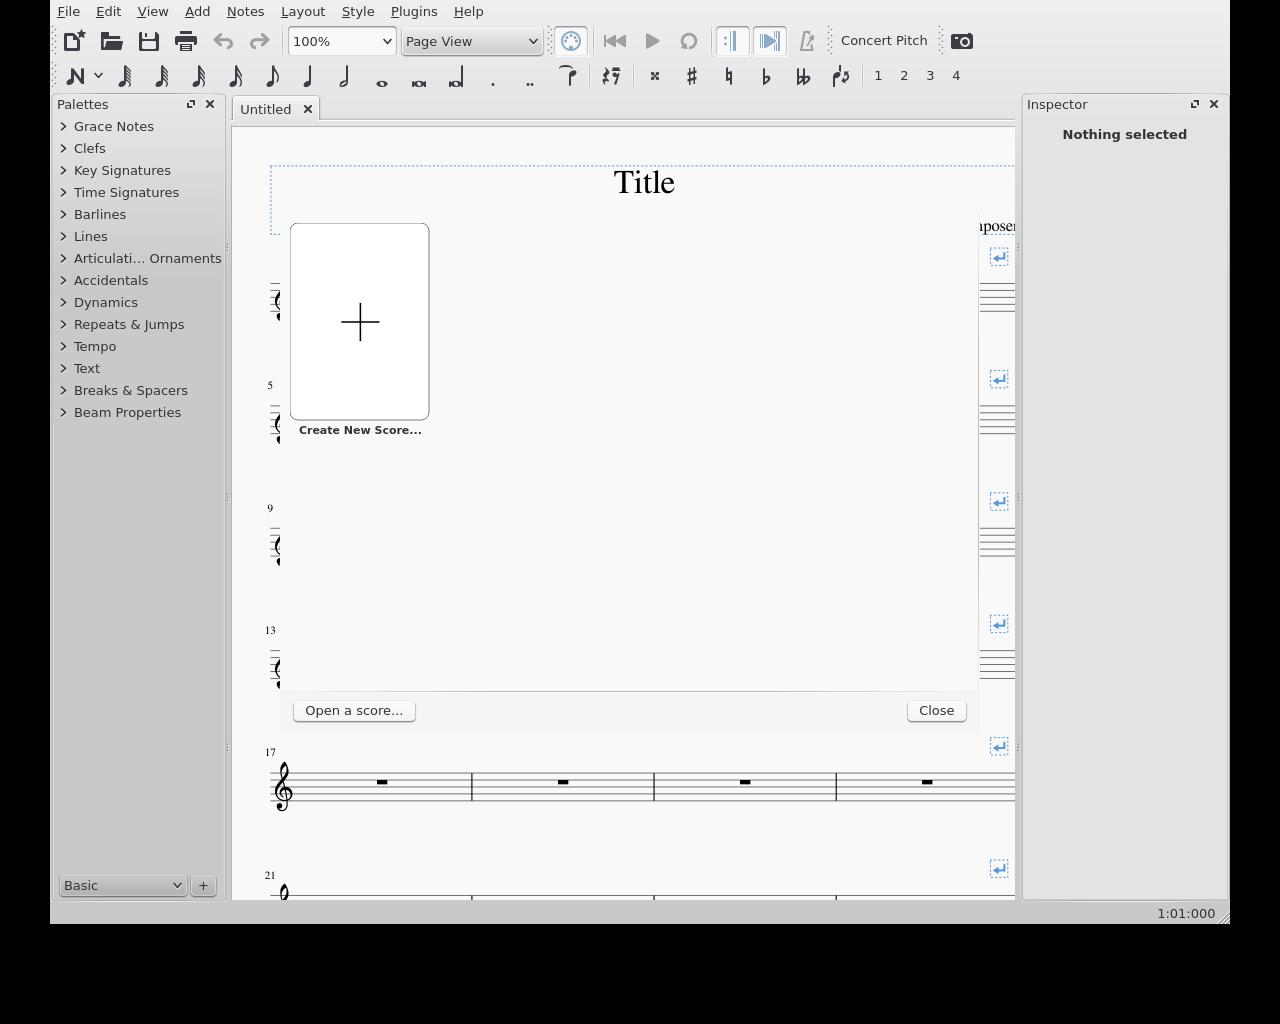 File Edit View Add Notes Layout Style Plugins Help
100% Page View Concert Pitch
1 2 3 4
Palettes
Grace Notes
Clefs
Key Signatures
Time Signatures
Barlines
Lines
Articulati... Ornaments
Accidentals
Dynamics
Repeats & Jumps
Tempo
Text
Breaks & Spacers
Beam Properties
Basic
+
Untitled
Title
Create New Score...
5
9
13
Open a score... Close
17
21
Inspector
Nothing selected
1:01:000